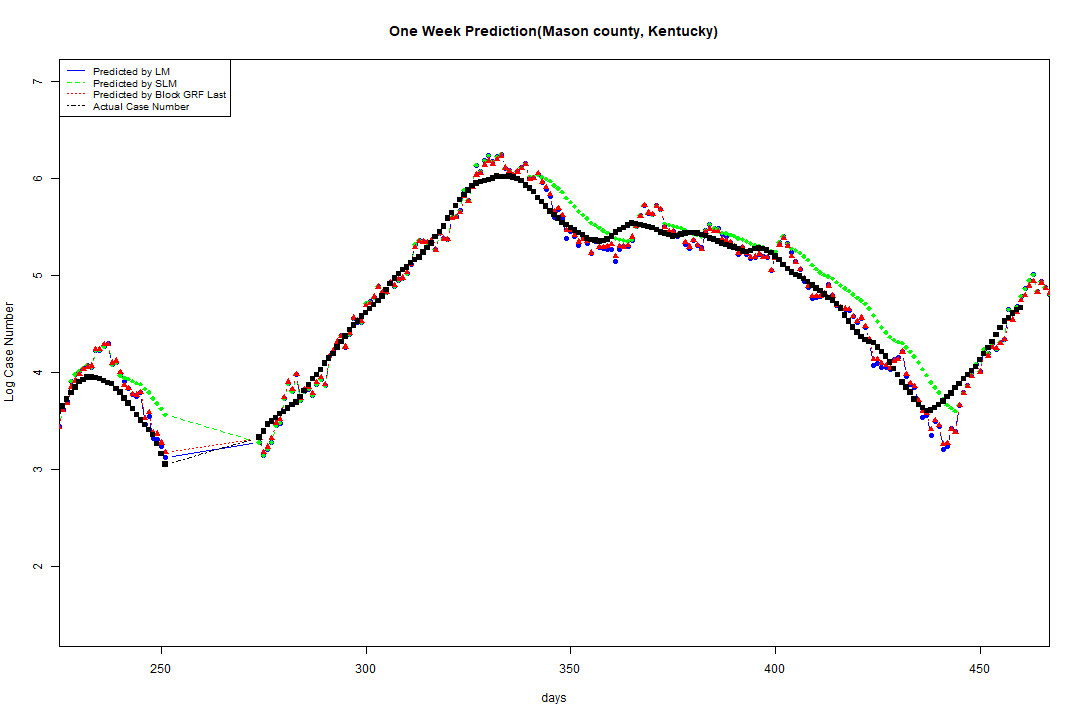 One Week Prediction(Mason county, Kentucky)
Predicted by LM
Predicted by SLM
Predicted by Block GRF Last
Actual Case Number
7
6
5
4
3
2
Log Case Number
250 300 350 400 450
days